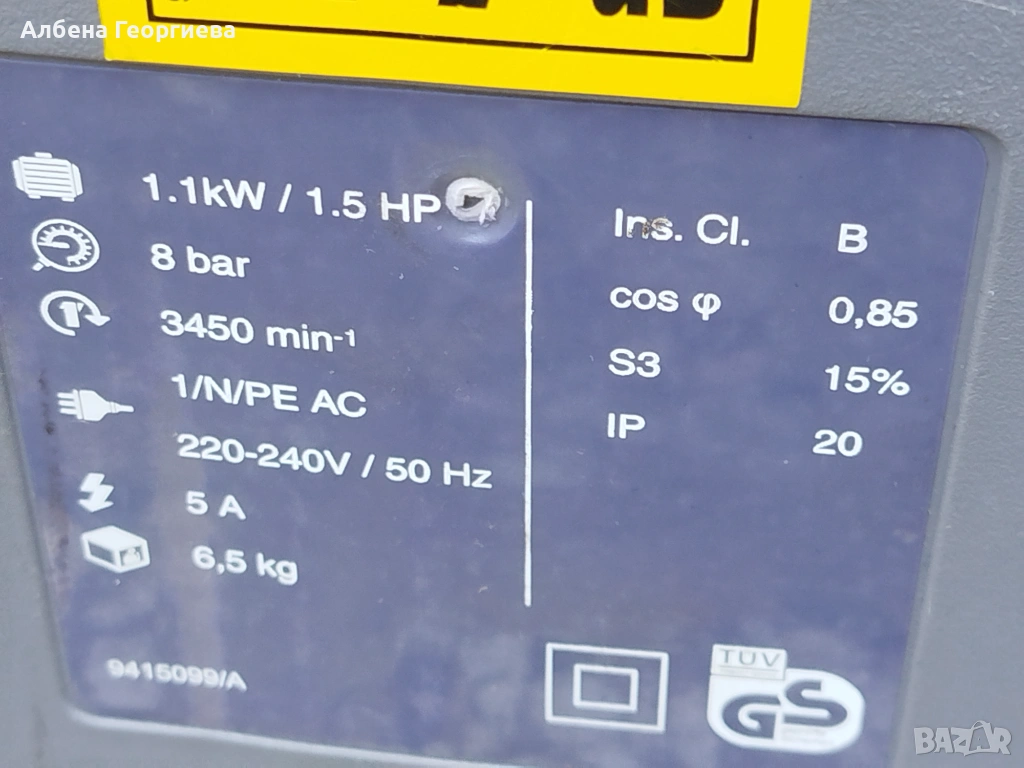 Албена Георгиева
1.1kW / 1.5 HP
8 bar
3450 min-1
1/N/PE AC
220-240V / 50 Hz
5 A
6,5 kg
9415099/A
Ins. Cl. B
cos φ 0,85
S3 15%
IP 20
TÜV
GS
BAZAR